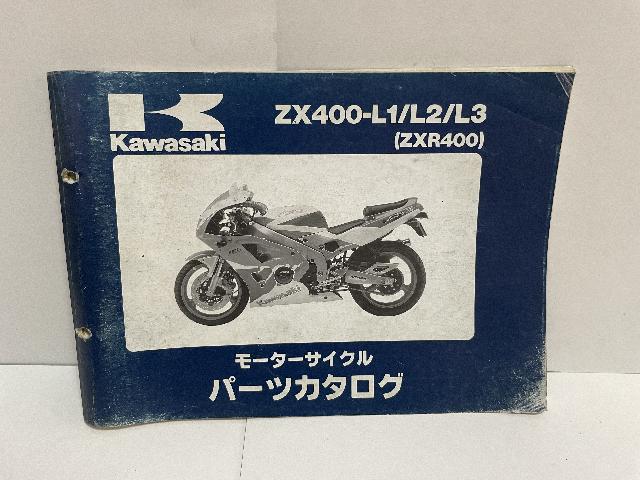 Kawasaki
ZX400-L1/L2/L3
(ZXR400)
Kawasaki
モーターサイクル
パーツカタログ